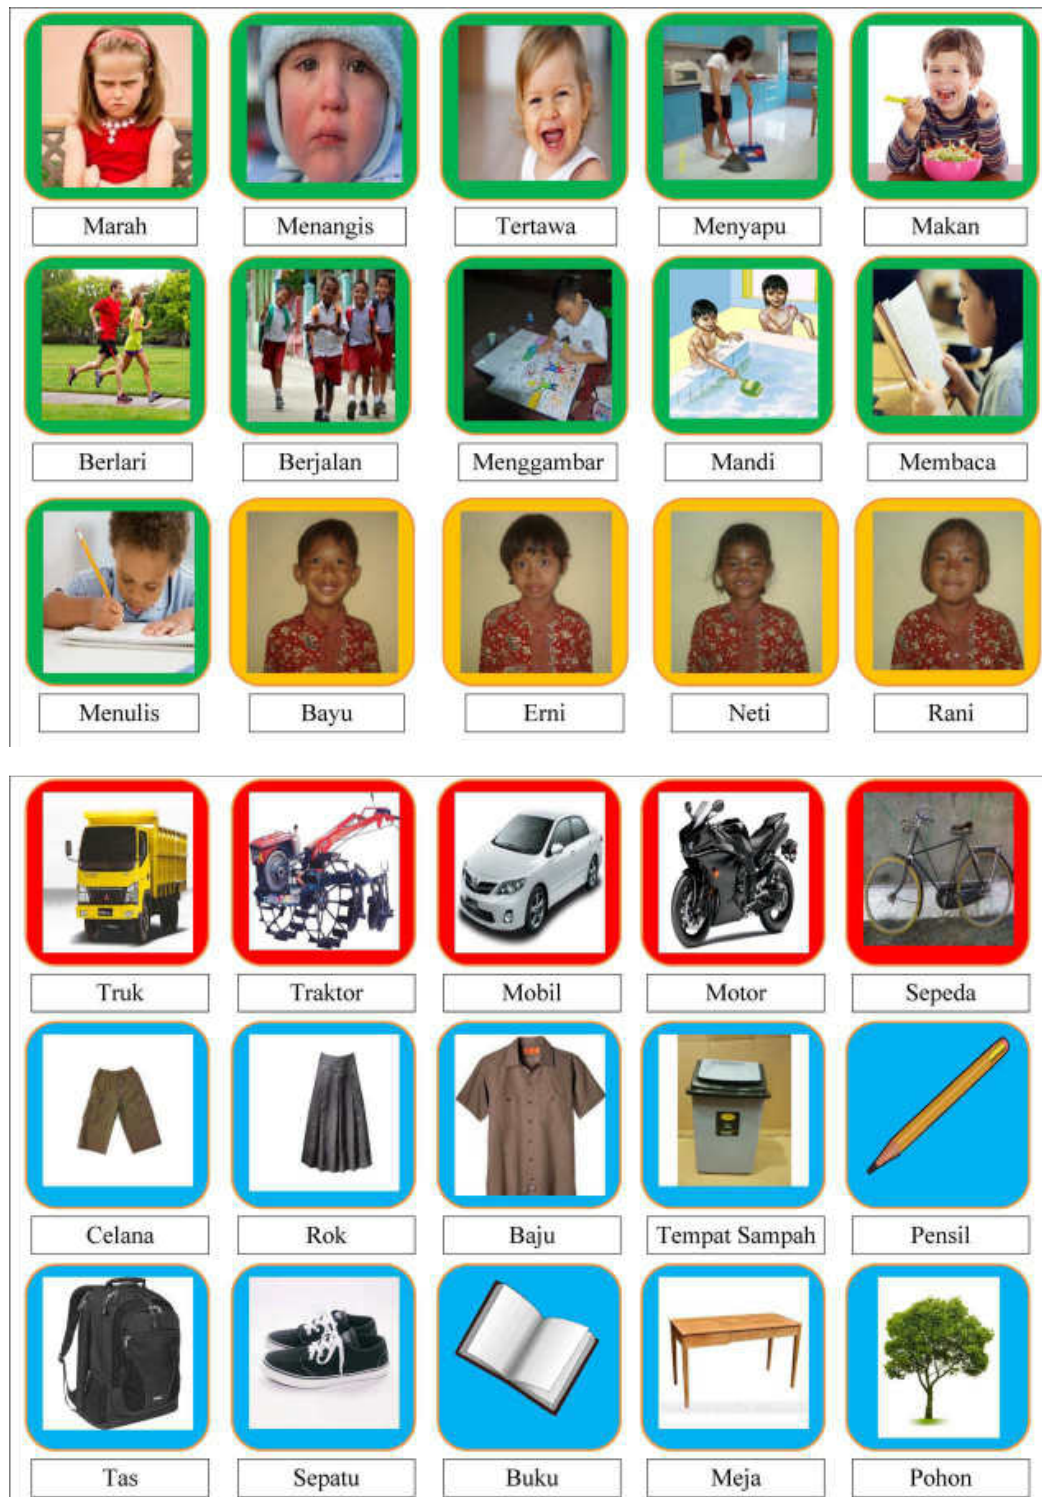 Marah Menangis Tertawa Menyapu Makan
Berlari Berjalan Menggambar Mandi Membaca
Menulis Bayu Erni Neti Rani
Truk Traktor Mobil Motor Sepeda
Celana Rok Baju Tempat Sampah Pensil
Tas Sepatu Buku Meja Pohon